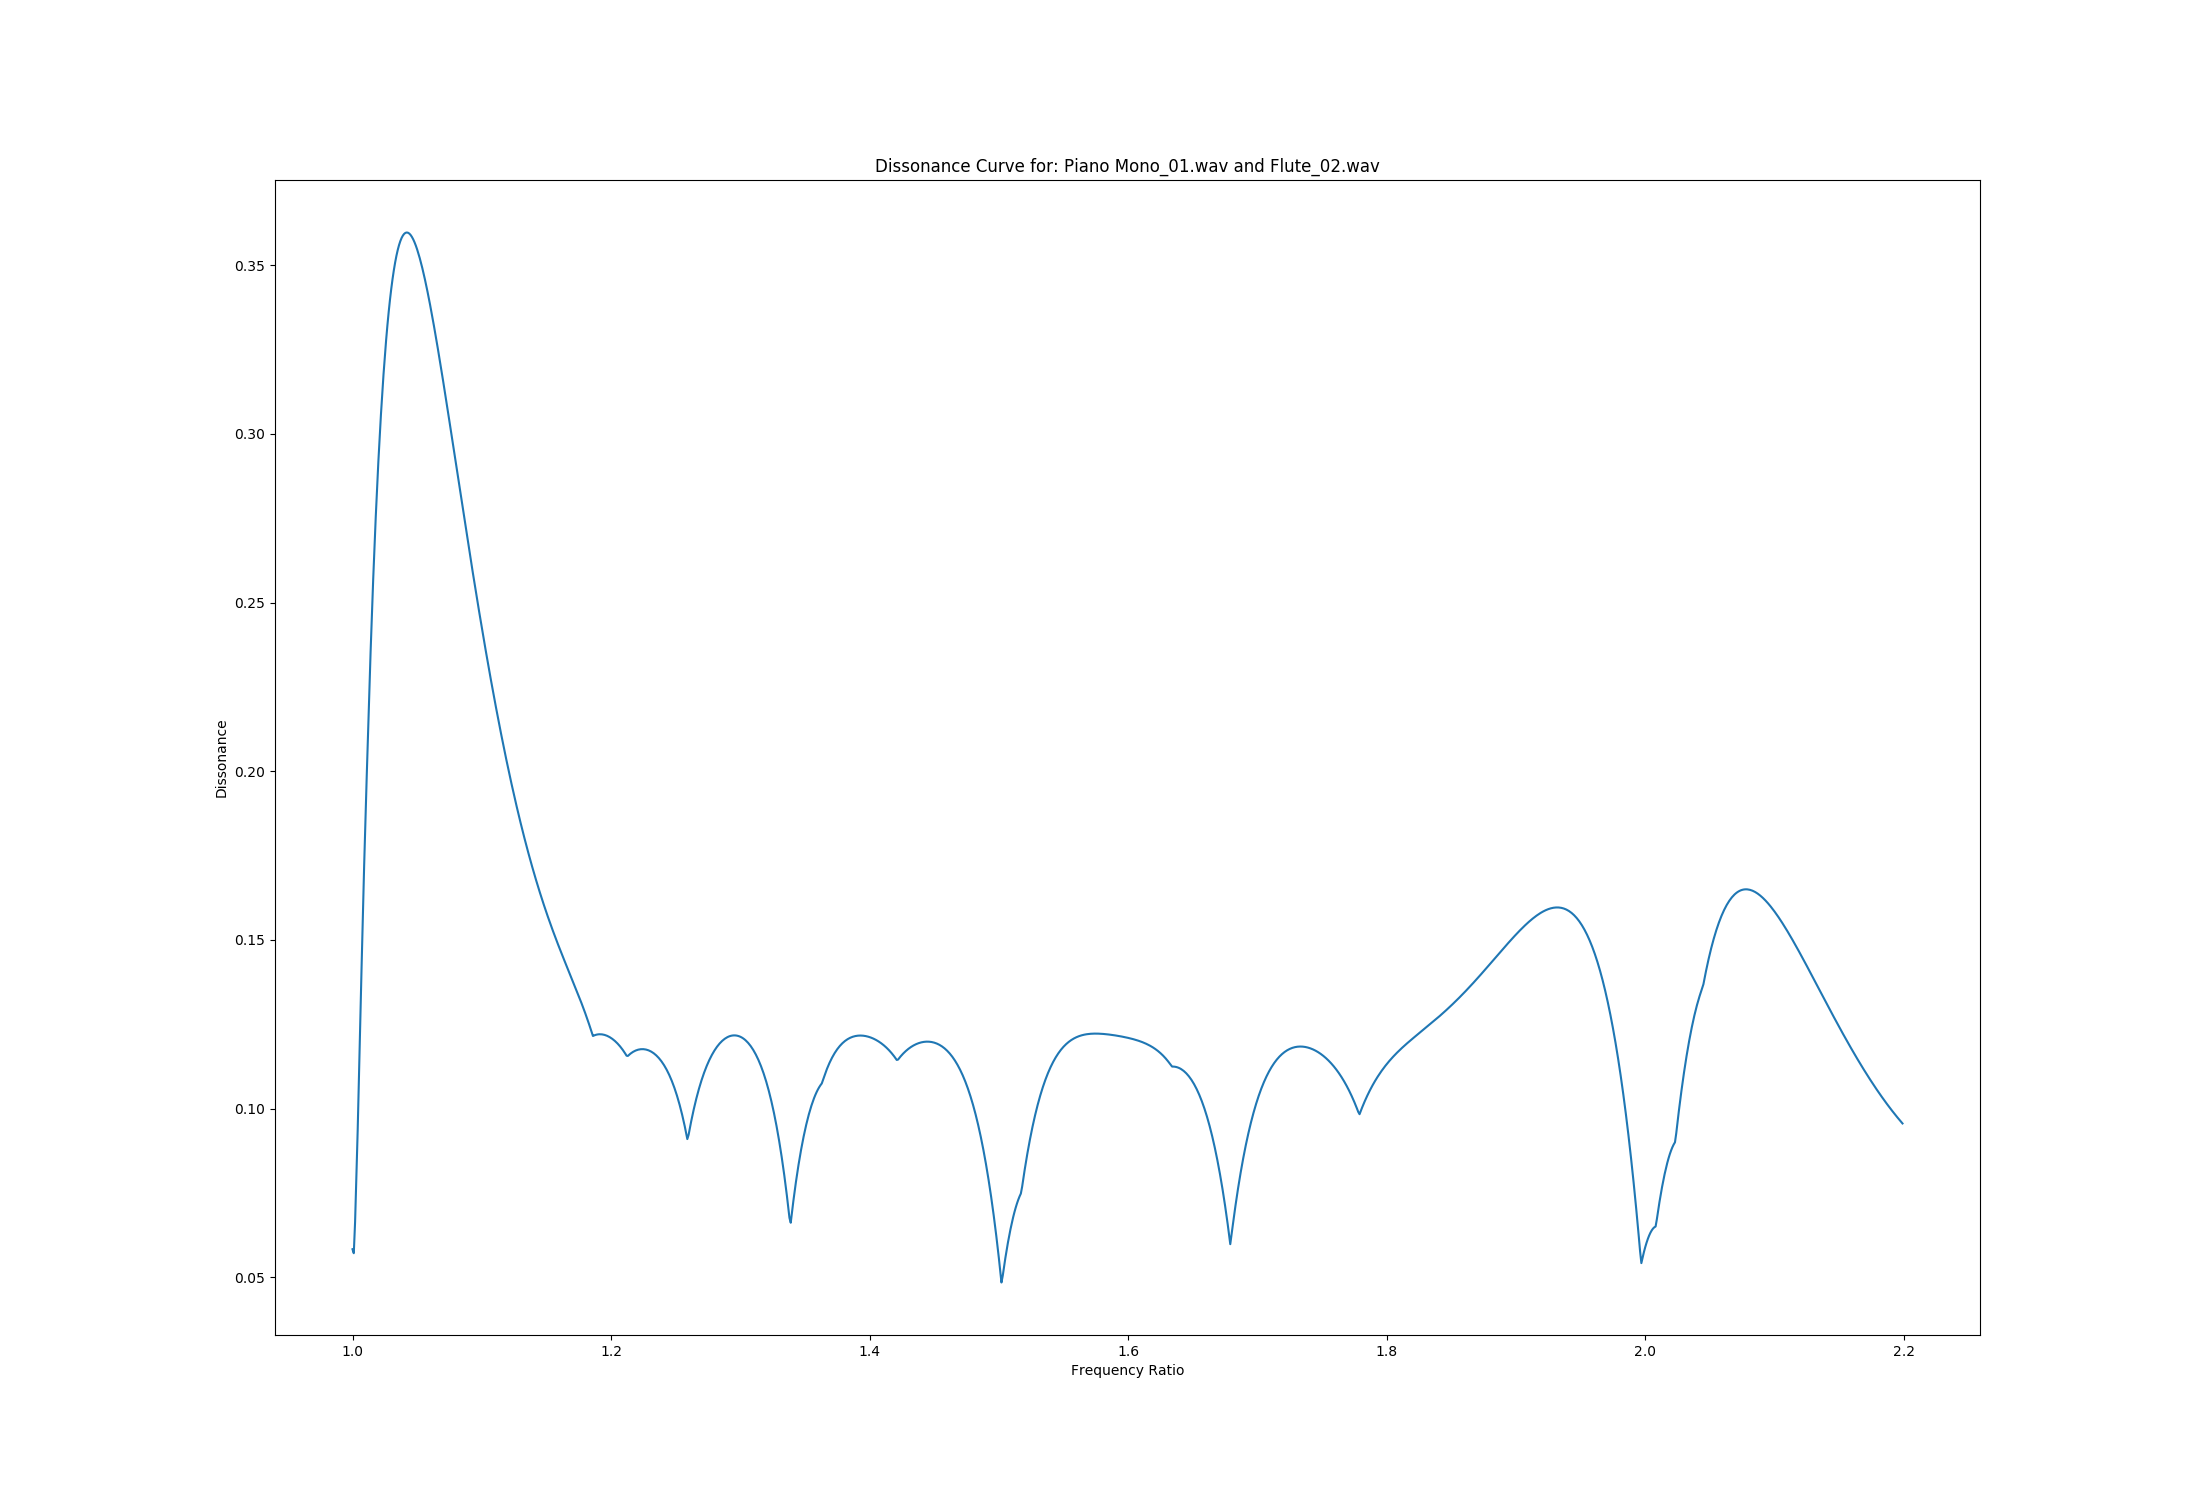 Dissonance Curve for: Piano Mono_01.wav and Flute_02.wav
0.35
0.30
0.25
0.20
0.15
0.10
0.05
Dissonance
1.0 1.2 1.4 1.6 1.8 2.0 2.2
Frequency Ratio